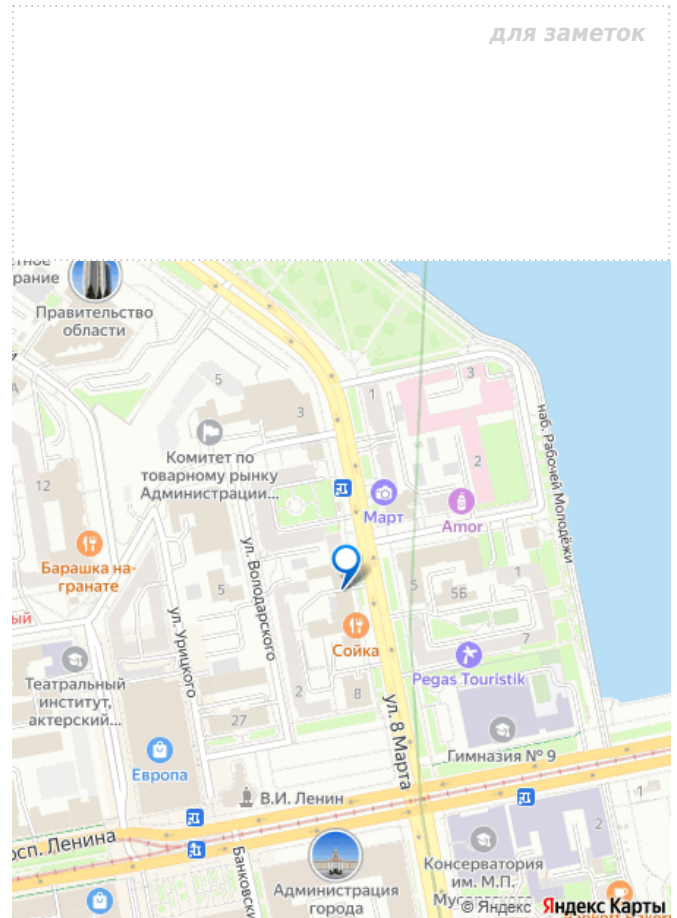 для заметок
рание
Правительство
области
5
3
1
3
наб. Рабочей Молодёжи
Комитет по
товарному рынку
Администрации...
2
12
Март
Amor
Барашка на-
гранате
ул. Володарского
5
5
5Б
1
ул. Урицкого
Сойка
7
ый
Pegas Touristik
Театральный
институт,
актерский...
2
8
27
ул. 8 Марта
Гимназия № 9
Европа
В.И. Ленин
1
просп. Ленина
2
Банковский
Консерватория
им. М.П.
Администрация
города
© Яндекс Яндекс Карты